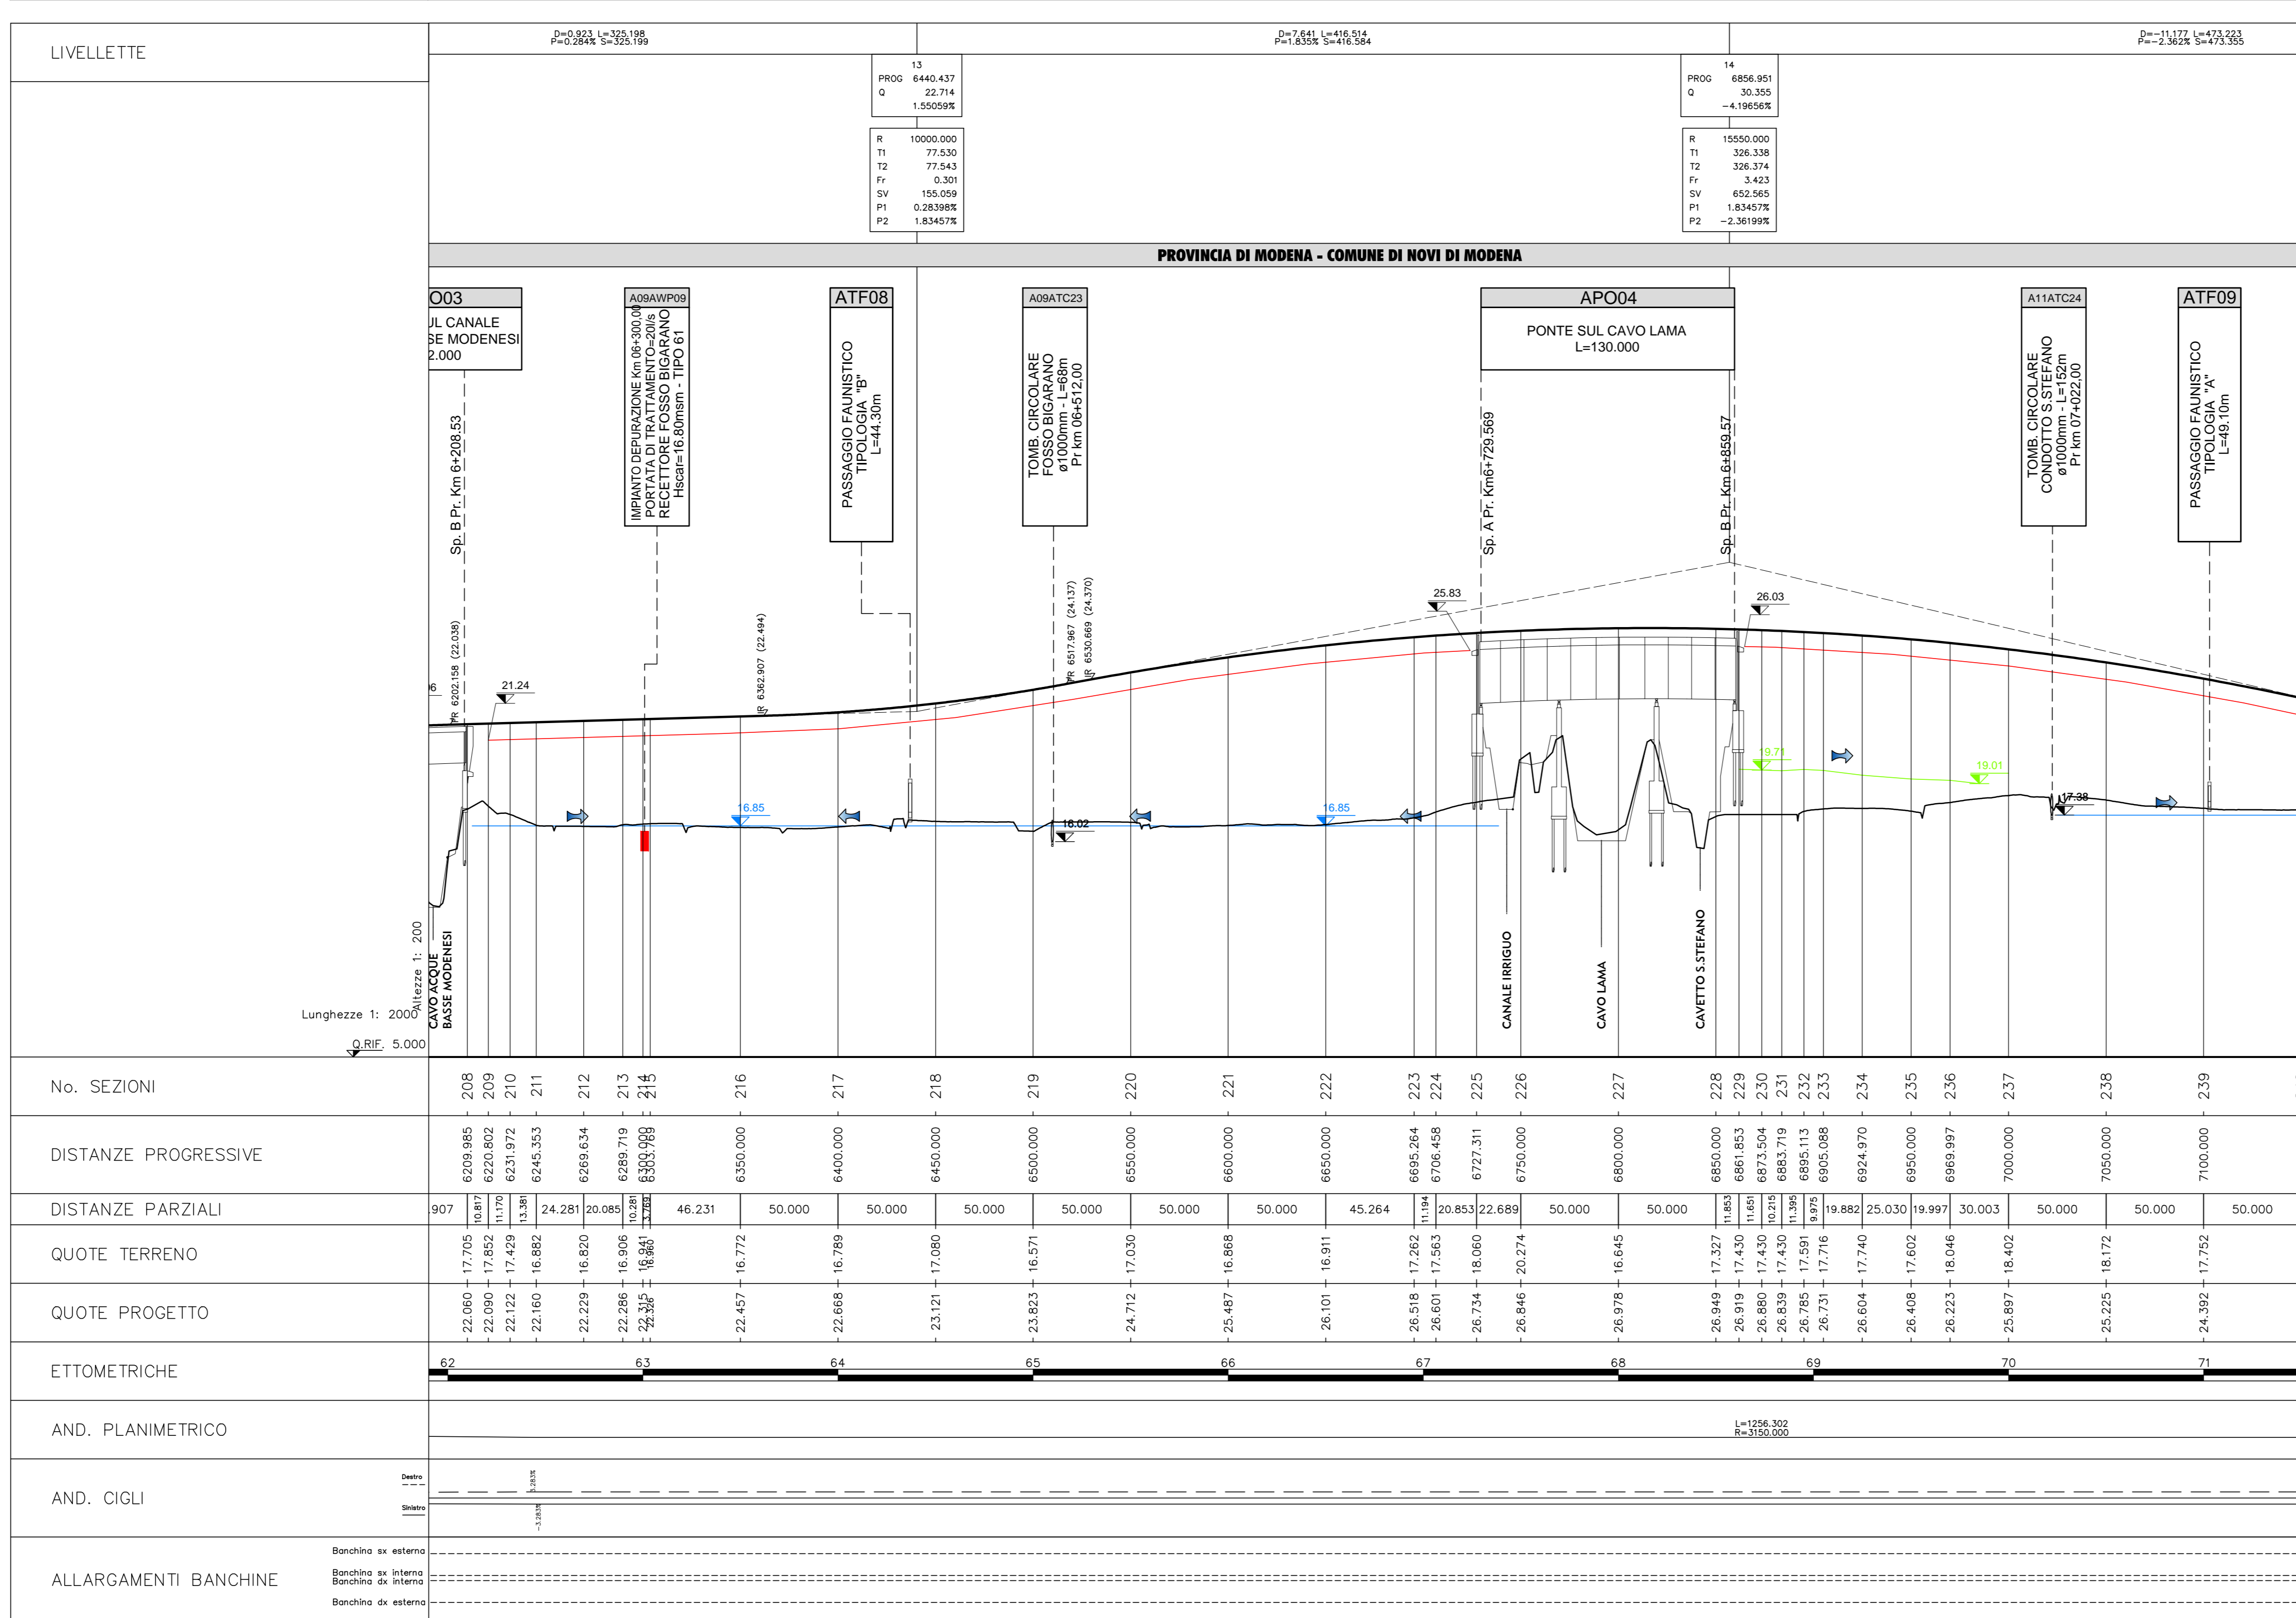 LIVELLETTE
D=0.923 L=325.198
P=0.284% S=325.199
D=7.641 L=416.514
P=1.835% S=416.584
D=-11.177 L=473.223
P=-2.362% S=473.355
13
PROG 6440.437
Q 22.714
1.55059%
R 10000.000
T1 77.530
T2 77.543
Fr 0.301
SV 155.059
P1 0.28398%
P2 1.83457%
14
PROG 6856.951
Q 30.355
-4.19656%
R 15550.000
T1 326.338
T2 326.374
Fr 3.423
SV 652.565
P1 1.83457%
P2 -2.36199%
PROVINCIA DI MODENA - COMUNE DI NOVI DI MODENA
O03
UL CANALE
SE MODENESI
2.000
Sp. B Pr. Km 6+208.53
A09AWP09
IMPIANTO DEPURAZIONE Km 06+300,00
PORTATA DI TRATTAMENTO=20l/s
RECETTORE FOSSO BIGARANO
Hscar=16.80msm - TIPO 61
ATF08
PASSAGGIO FAUNISTICO
TIPOLOGIA "B"
L=44.30m
A09ATC23
TOMB. CIRCOLARE
FOSSO BIGARANO
ø1000mm - L=68m
Pr km 06+512,00
APO04
PONTE SUL CAVO LAMA
L=130.000
Sp. A Pr. Km6+729.569
Sp. B Pr. Km 6+859.57
A11ATC24
TOMB. CIRCOLARE
CONDOTTO S.STEFANO
ø1000mm - L=152m
Pr km 07+022,00
ATF09
PASSAGGIO FAUNISTICO
TIPOLOGIA "A"
L=49.10m
FR 6202.158 (22.038)
IR 6362.907 (22.494)
FR 6517.967 (24.137)
IR 6530.669 (24.370)
96
21.24
25.83
26.03
16.85
16.02
16.85
19.71
19.01
17.38
CAVO ACQUE
BASSE MODENESI
CANALE IRRIGUO
CAVO LAMA
CAVETTO S.STEFANO
Altezze 1: 200
Lunghezze 1: 2000
Q.RIF. 5.000
No. SEZIONI
208 209 210 211 212 213 214 215 216 217 218 219 220 221 222 223 224 225 226 227 228 229 230 231 232 233 234 235 236 237 238 239
DISTANZE PROGRESSIVE
6209.985 6220.802 6231.972 6245.353 6269.634 6289.719 6300.000 6303.769 6350.000 6400.000 6450.000 6500.000 6550.000 6600.000 6650.000 6695.264 6706.458 6727.311 6750.000 6800.000 6850.000 6861.853 6873.504 6883.719 6895.113 6905.088 6924.970 6950.000 6969.997 7000.000 7050.000 7100.000
DISTANZE PARZIALI
.907 10.817 11.170 13.381 24.281 20.085 10.281 3.769 46.231 50.000 50.000 50.000 50.000 50.000 50.000 45.264 11.194 20.853 22.689 50.000 50.000 11.853 11.651 10.215 11.395 9.975 19.882 25.030 19.997 30.003 50.000 50.000 50.000
QUOTE TERRENO
17.705 17.852 17.429 16.882 16.820 16.906 16.941 16.960 16.772 16.789 17.080 16.571 17.030 16.868 16.911 17.262 17.563 18.060 20.274 16.645 17.327 17.430 17.430 17.430 17.591 17.716 17.740 17.602 18.046 18.402 18.172 17.752
QUOTE PROGETTO
22.060 22.090 22.122 22.160 22.229 22.286 22.315 22.326 22.457 22.668 23.121 23.823 24.712 25.487 26.101 26.518 26.601 26.734 26.846 26.978 26.949 26.919 26.880 26.839 26.785 26.731 26.604 26.408 26.223 25.897 25.225 24.392
ETTOMETRICHE
62 63 64 65 66 67 68 69 70 71
AND. PLANIMETRICO
L=1256.302
R=3150.000
AND. CIGLI
Destro
Sinistro
3.283%
-3.283%
ALLARGAMENTI BANCHINE
Banchina sx esterna
Banchina sx interna
Banchina dx interna
Banchina dx esterna